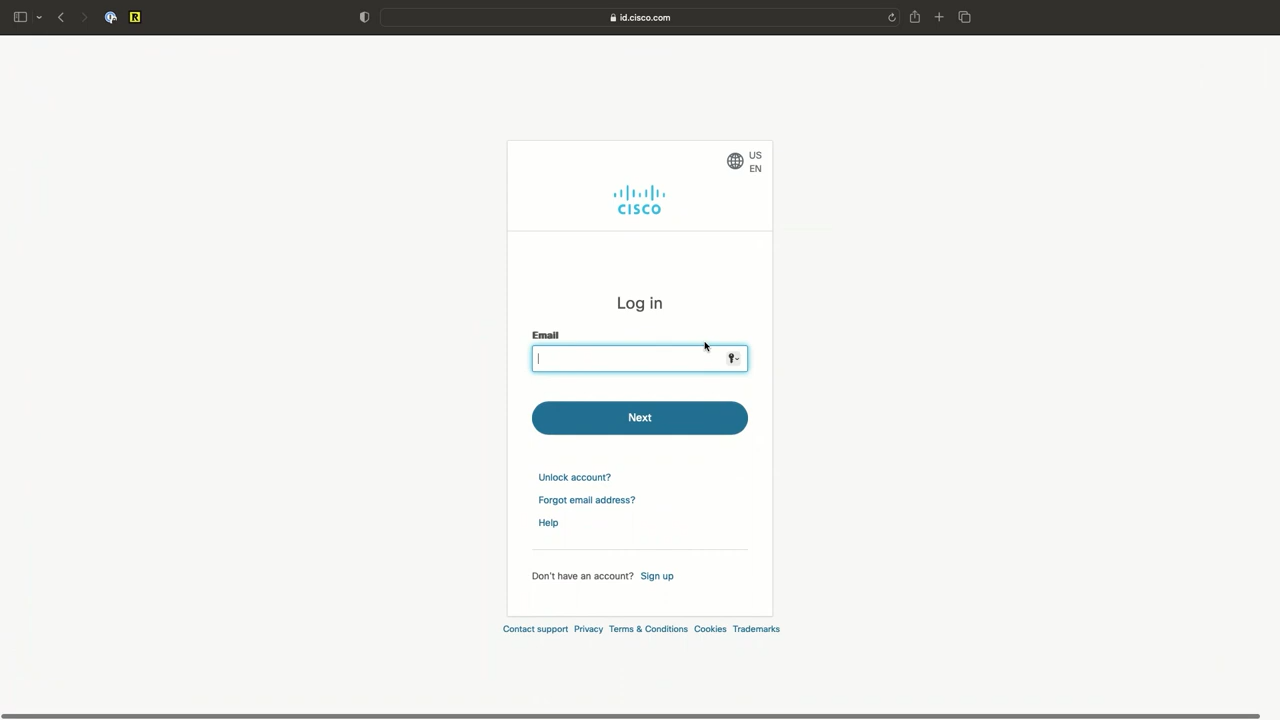 R
id.cisco.com
US
EN
CISCO
Log in
Email
Next
Unlock account?
Forgot email address?
Help
Don't have an account? Sign up
Contact support Privacy Terms & Conditions Cookies Trademarks